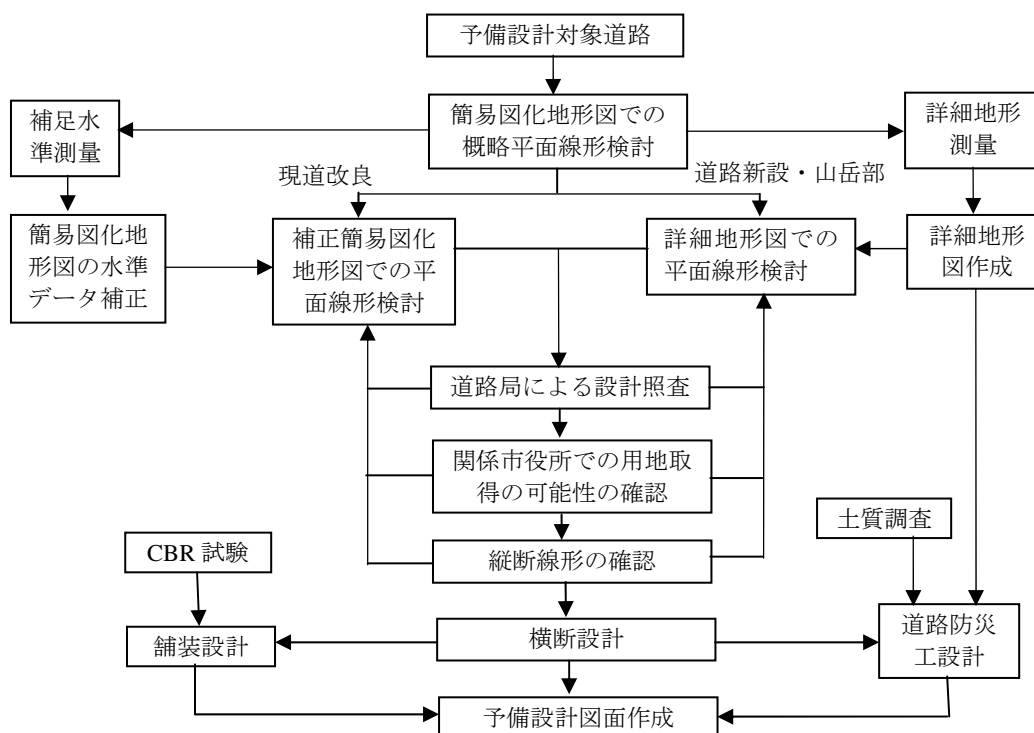 予備設計対象道路
補足水
準測量
簡易図化地形図での
概略平面線形検討
詳細地形
測量
現道改良
道路新設・山岳部
簡易図化地
形図の水準
データ補正
補正簡易図化
地形図での平
面線形検討
詳細地形図での
平面線形検討
詳細地形
図作成
道路局による設計照査
関係市役所での用地取
得の可能性の確認
土質調査
CBR 試験
縦断線形の確認
舗装設計
横断設計
道路防災
工設計
予備設計図面作成